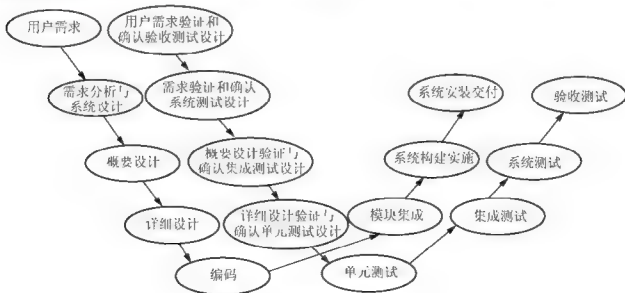 用户需求
用户需求验证和
确认验收测试设计
需求分析与
系统设计
需求验证和确认
系统测试设计
系统安装交付
验收测试
概要设计
概要设计验证与
确认集成测试设计
系统构建实施
系统测试
详细设计
详细设计验证与
确认单元测试设计
模块集成
集成测试
编码
单元测试